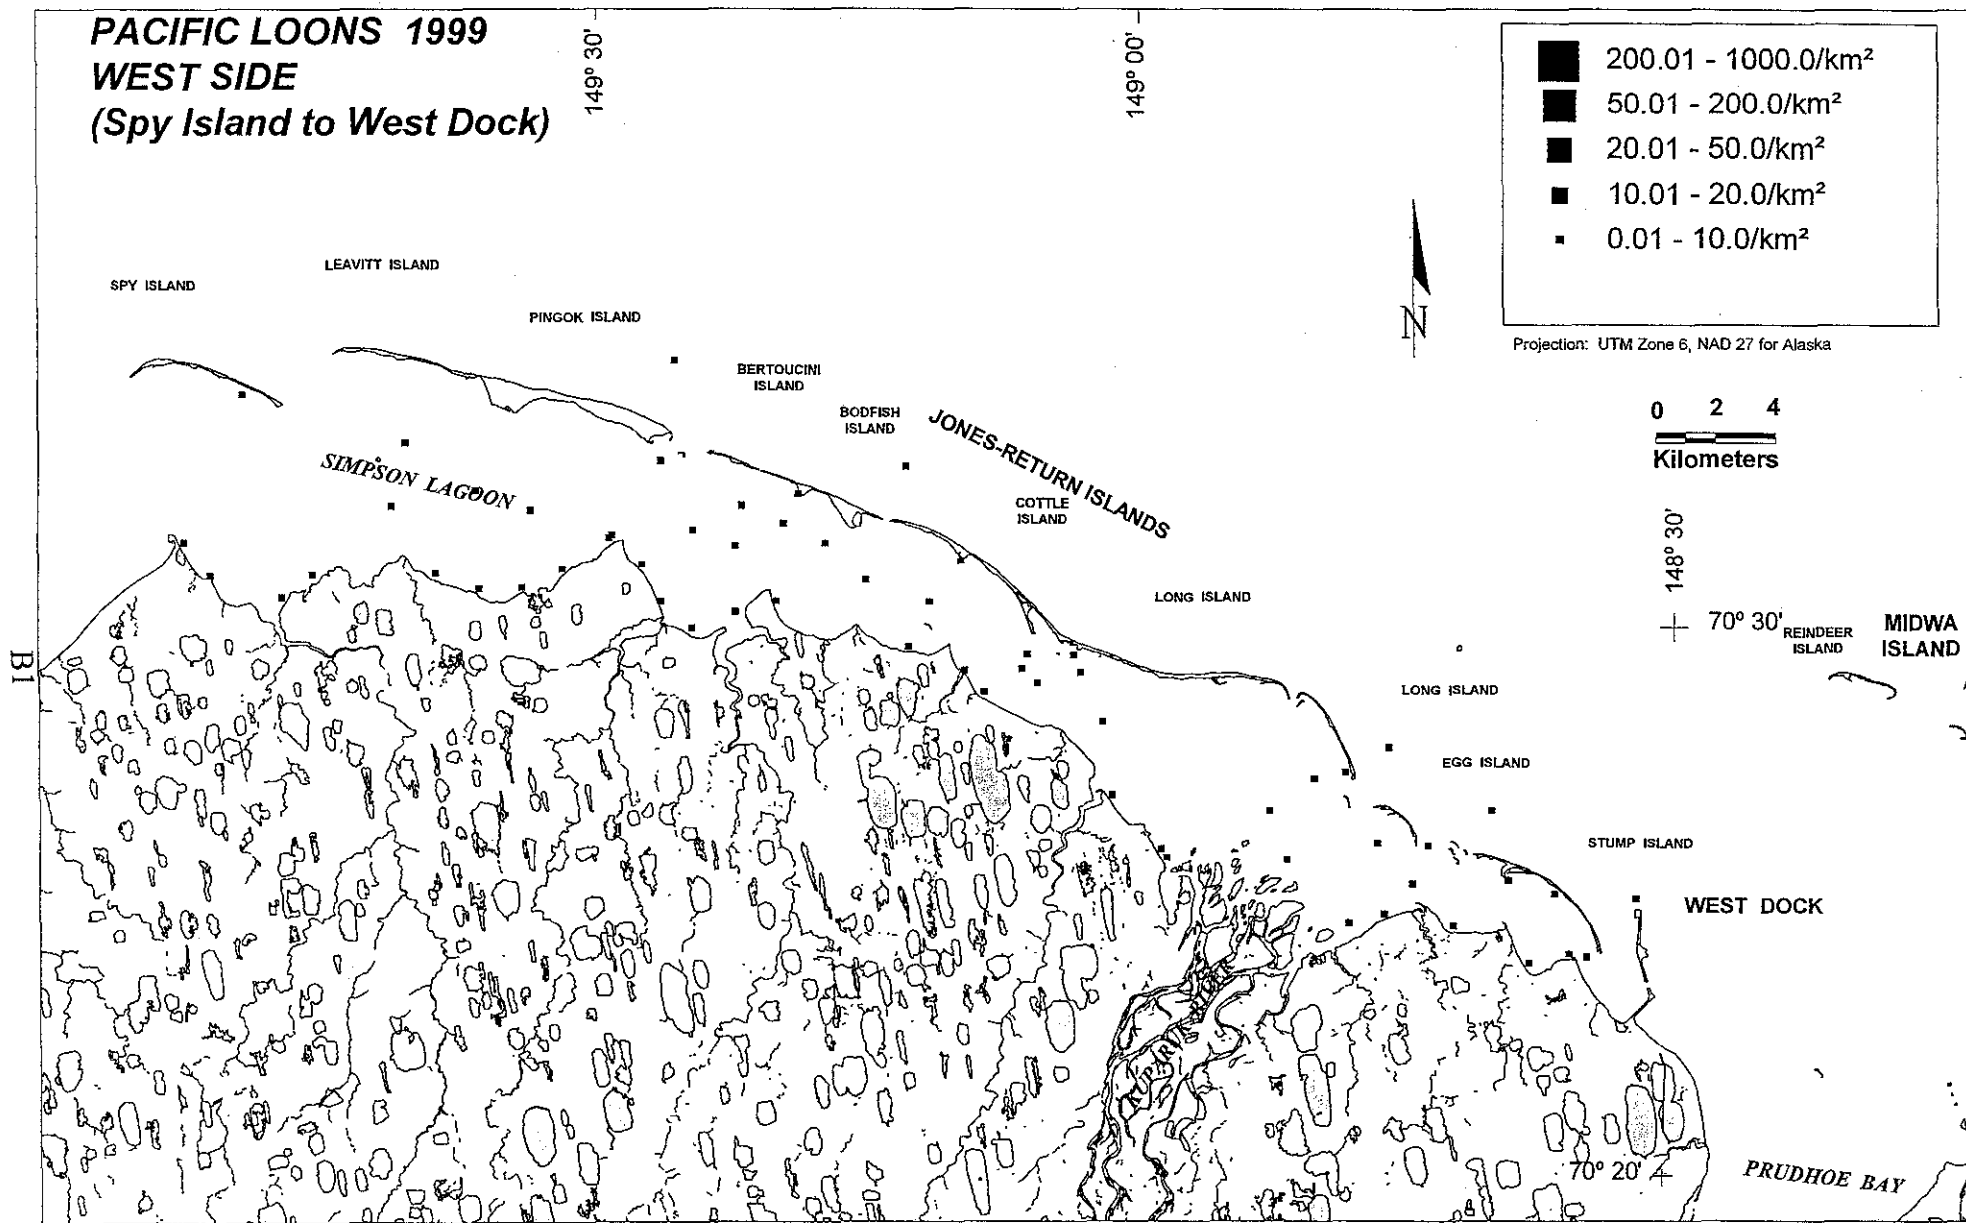 PACIFIC LOONS 1999
WEST SIDE
(Spy Island to West Dock)
149° 30'
149° 00'
200.01 - 1000.0/km²
50.01 - 200.0/km²
20.01 - 50.0/km²
10.01 - 20.0/km²
0.01 - 10.0/km²
Projection: UTM Zone 6, NAD 27 for Alaska
N
0 2 4
Kilometers
SPY ISLAND
LEAVITT ISLAND
PINGOK ISLAND
BERTOUCINI
ISLAND
BODFISH
ISLAND
JONES-RETURN ISLANDS
COTTLE
ISLAND
SIMPSON LAGOON
LONG ISLAND
148° 30'
70° 30'
REINDEER
ISLAND
MIDWA
ISLAND
LONG ISLAND
EGG ISLAND
STUMP ISLAND
WEST DOCK
KUPARUK RIVER
70° 20'
PRUDHOE BAY
B1